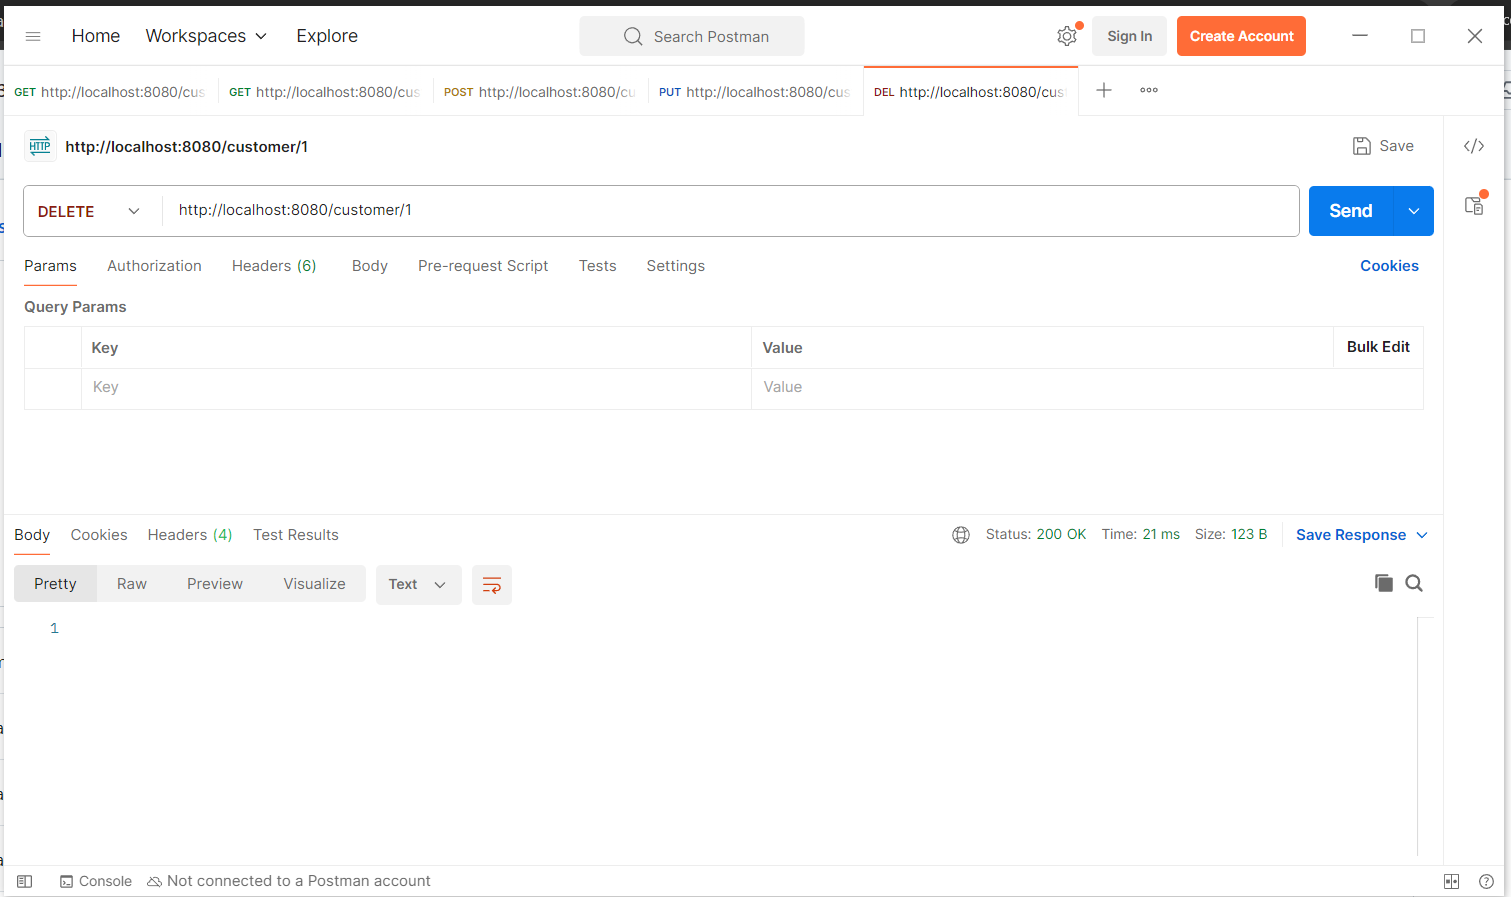 Home Workspaces Explore Search Postman Sign In Create Account
GET http://localhost:8080/cus GET http://localhost:8080/cus POST http://localhost:8080/cu PUT http://localhost:8080/cus DEL http://localhost:8080/cus
HTTP http://localhost:8080/customer/1 Save </>
DELETE http://localhost:8080/customer/1 Send
Params Authorization Headers (6) Body Pre-request Script Tests Settings Cookies
Query Params
Key Value Bulk Edit
Key Value
Body Cookies Headers (4) Test Results Status: 200 OK Time: 21 ms Size: 123 B Save Response
Pretty Raw Preview Visualize Text
1
Console Not connected to a Postman account